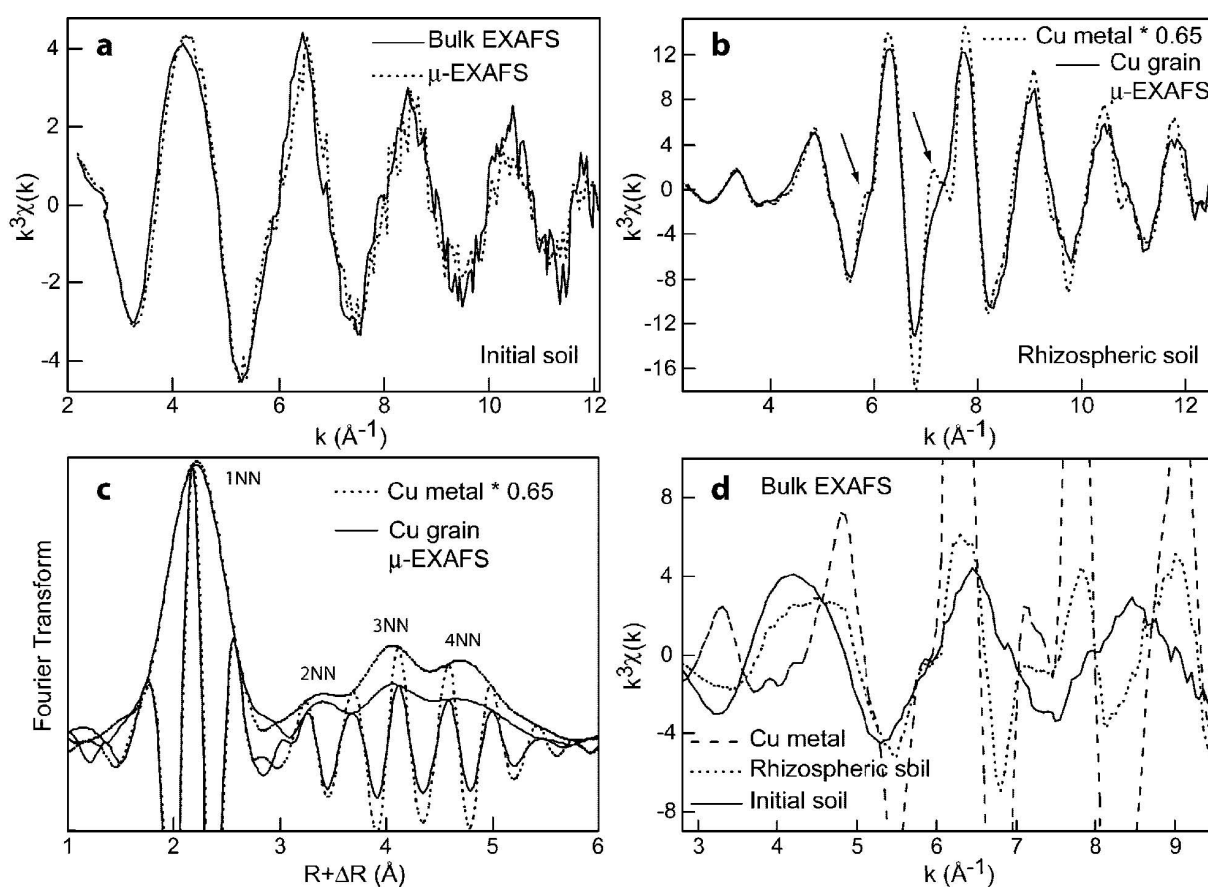 a
Bulk EXAFS
μ-EXAFS
k³χ(k)
4
2
0
-2
-4
Initial soil
2
4
6
8
10
12
k (Å⁻¹)
b
Cu metal * 0.65
Cu grain
μ-EXAFS
k³χ(k)
12
8
4
0
-4
-8
-12
-16
Rhizospheric soil
4
6
8
10
12
k (Å⁻¹)
c
1NN
Cu metal * 0.65
Cu grain
μ-EXAFS
Fourier Transform
2NN
3NN
4NN
1
2
3
4
5
6
R+ΔR (Å)
d
Bulk EXAFS
k³χ(k)
8
4
0
-4
-8
Cu metal
Rhizospheric soil
Initial soil
3
4
5
6
7
8
9
k (Å⁻¹)